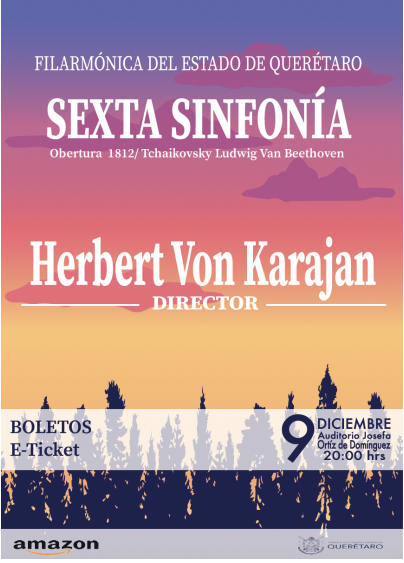 FILARMÓNICA DEL ESTADO DE QUERÉTARO
SEXTA SINFONÍA
Obertura 1812/ Tchaikovsky Ludwig Van Beethoven
Herbert Von Karajan
DIRECTOR
BOLETOS
E-Ticket
9 DICIEMBRE
Auditorio Josefa
Ortíz de Domínguez
20:00 hrs
amazon
QUERÉTARO